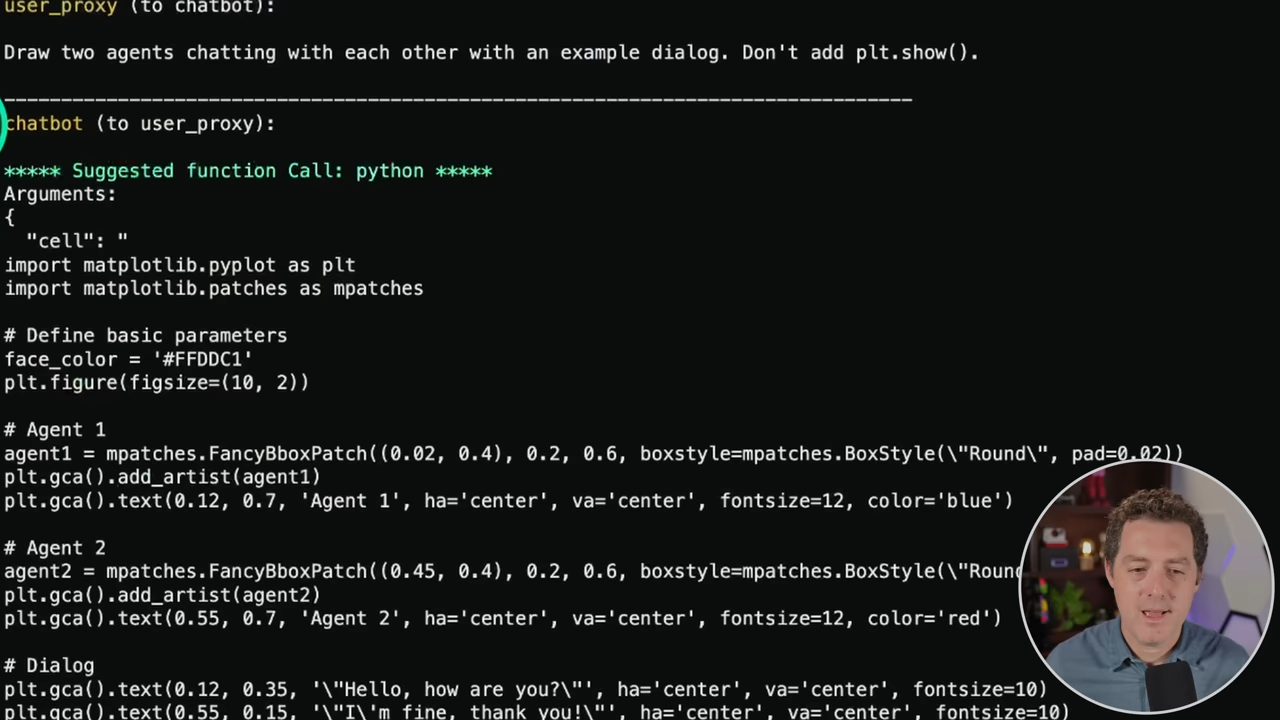 user_proxy (to chatbot):
Draw two agents chatting with each other with an example dialog. Don't add plt.show().
--------------------------------------------------------------------------------
chatbot (to user_proxy):
***** Suggested function Call: python *****
Arguments:
{
"cell": "
import matplotlib.pyplot as plt
import matplotlib.patches as mpatches
# Define basic parameters
face_color = '#FFDDC1'
plt.figure(figsize=(10, 2))
# Agent 1
agent1 = mpatches.FancyBboxPatch((0.02, 0.4), 0.2, 0.6, boxstyle=mpatches.BoxStyle(\"Round\", pad=0.02))
plt.gca().add_artist(agent1)
plt.gca().text(0.12, 0.7, 'Agent 1', ha='center', va='center', fontsize=12, color='blue')
# Agent 2
agent2 = mpatches.FancyBboxPatch((0.45, 0.4), 0.2, 0.6, boxstyle=mpatches.BoxStyle(\"Round
plt.gca().add_artist(agent2)
plt.gca().text(0.55, 0.7, 'Agent 2', ha='center', va='center', fontsize=12, color='red')
# Dialog
plt.gca().text(0.12, 0.35, '\"Hello, how are you?\"', ha='center', va='center', fontsize=10)
plt.gca().text(0.55, 0.15, '\"I\'m fine, thank you!\"', ha='center', va='center', fontsize=10)